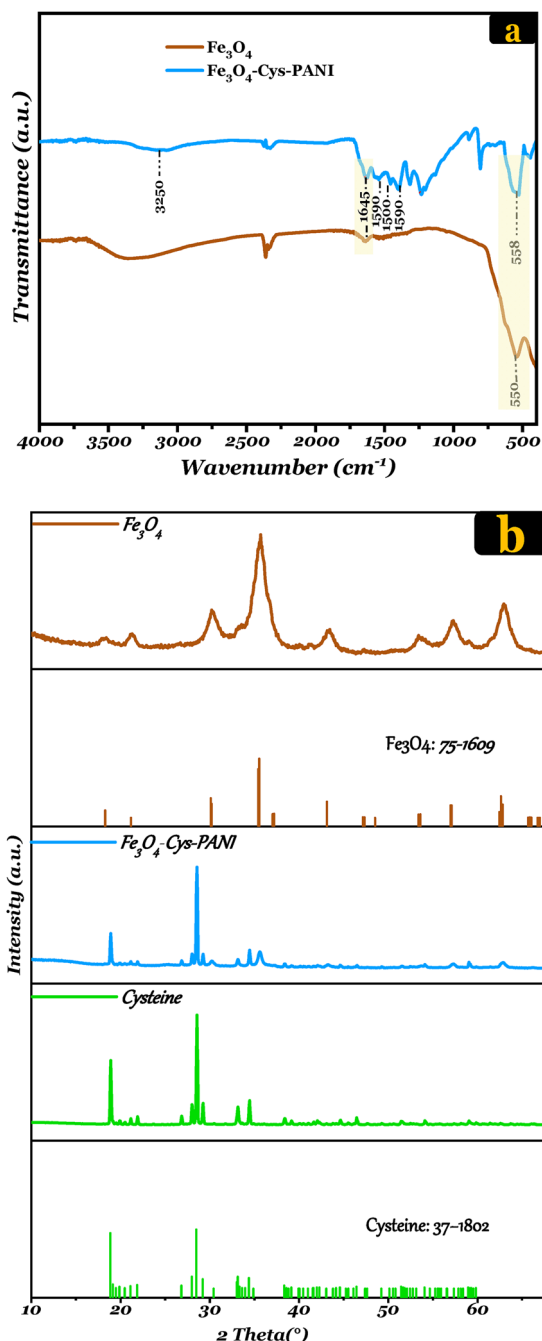 a
Fe₃O₄
Fe₃O₄-Cys-PANI
Transmittance (a.u.)
3250
1645
1590
1500
1590
558
550
4000 3500 3000 2500 2000 1500 1000 500
Wavenumber (cm⁻¹)
b
Fe₃O₄
Fe3O4: 75-1609
Fe₃O₄-Cys-PANI
Intensity (a.u.)
Cysteine
Cysteine: 37–1802
10 20 30 40 50 60
2 Theta(°)